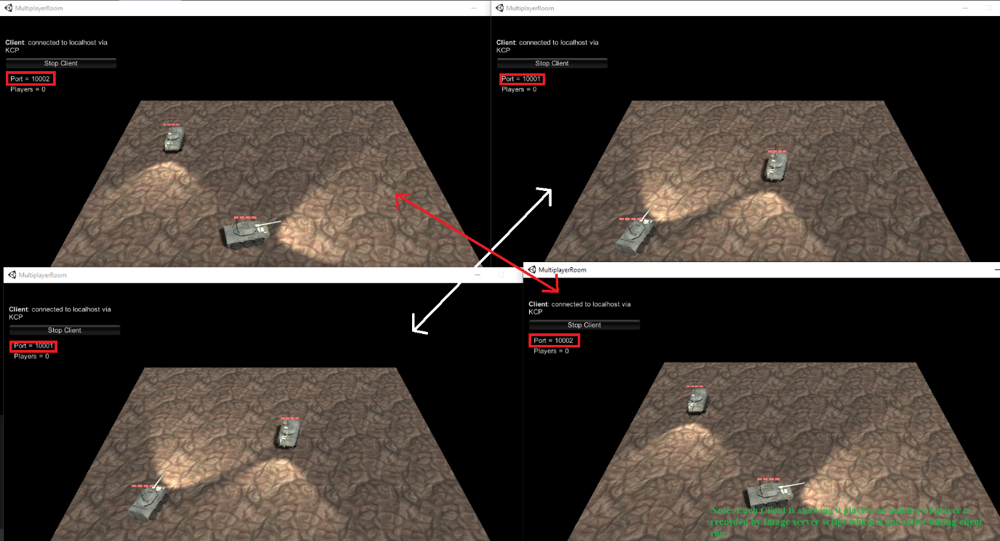 MultiplayerRoom
Client: connected to localhost via
KCP
Stop Client
Port = 10002
Players = 0
MultiplayerRoom
Client: connected to localhost via
KCP
Stop Client
Port = 10001
Players = 0
MultiplayerRoom
Client: connected to localhost via
KCP
Stop Client
Port = 10001
Players = 0
MultiplayerRoom
Client: connected to localhost via
KCP
Stop Client
Port = 10002
Players = 0
Note: Each Client is showing 0 players as number of player is
recorded by Image server script which is not active during client
run